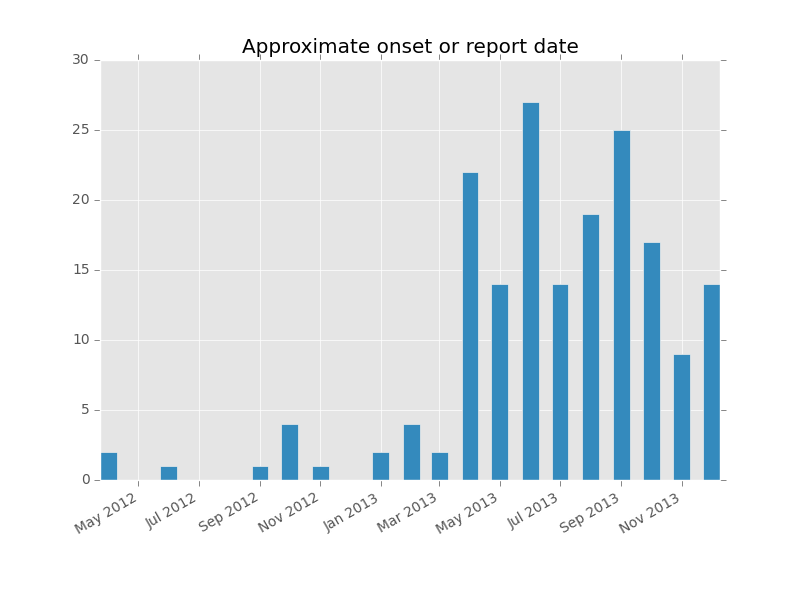 Approximate onset or report date
30
25
20
15
10
5
0
May 2012
Jul 2012
Sep 2012
Nov 2012
Jan 2013
Mar 2013
May 2013
Jul 2013
Sep 2013
Nov 2013